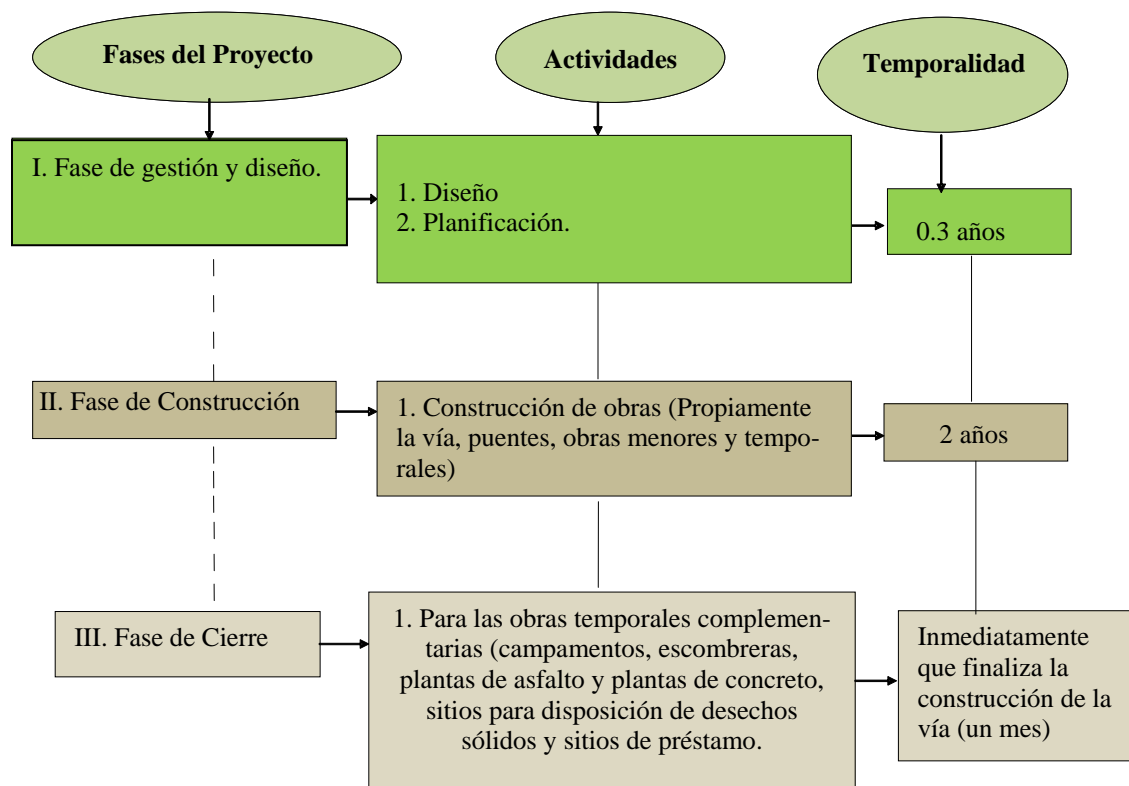 Fases del Proyecto
Actividades
Temporalidad
I. Fase de gestión y diseño.
1. Diseño
2. Planificación.
0.3 años
II. Fase de Construcción
1. Construcción de obras (Propiamente
la vía, puentes, obras menores y tempo-
rales)
2 años
III. Fase de Cierre
1. Para las obras temporales complemen-
tarias (campamentos, escombreras,
plantas de asfalto y plantas de concreto,
sitios para disposición de desechos
sólidos y sitios de préstamo.
Inmediatamente
que finaliza la
construcción de la
vía (un mes)